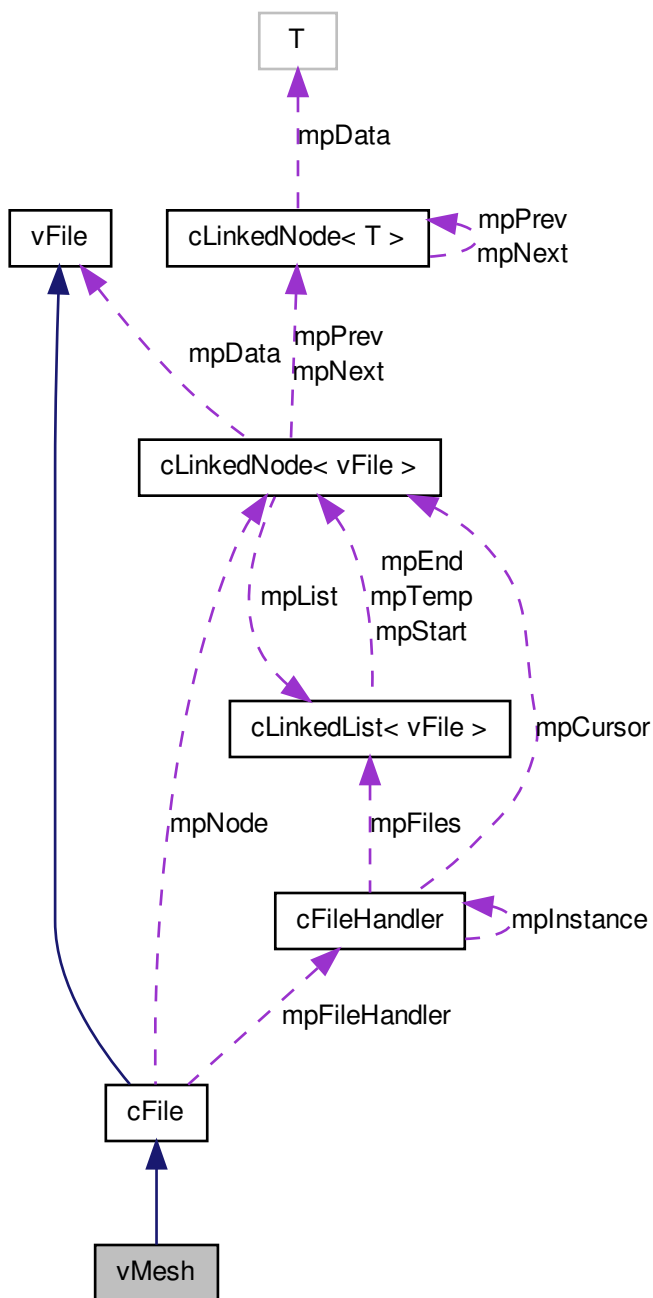 T
mpData
vFile
cLinkedNode< T >
mpPrev
mpNext
mpData
mpPrev
mpNext
cLinkedNode< vFile >
mpList
mpEnd
mpTemp
mpStart
cLinkedList< vFile >
mpCursor
mpNode
mpFiles
cFileHandler
mpInstance
mpFileHandler
cFile
vMesh